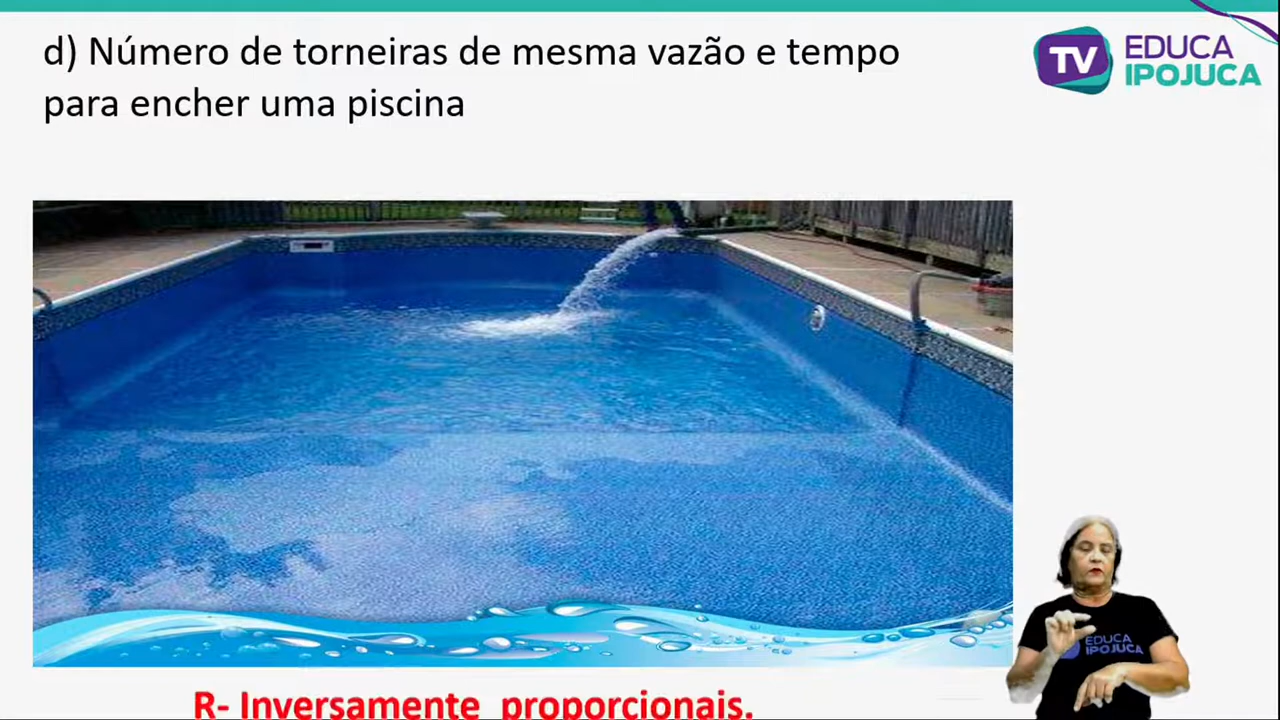 d) Número de torneiras de mesma vazão e tempo
para encher uma piscina
TV
EDUCA
IPOJUCA
EDUCA
IPOJUCA
R- Inversamente proporcionais.